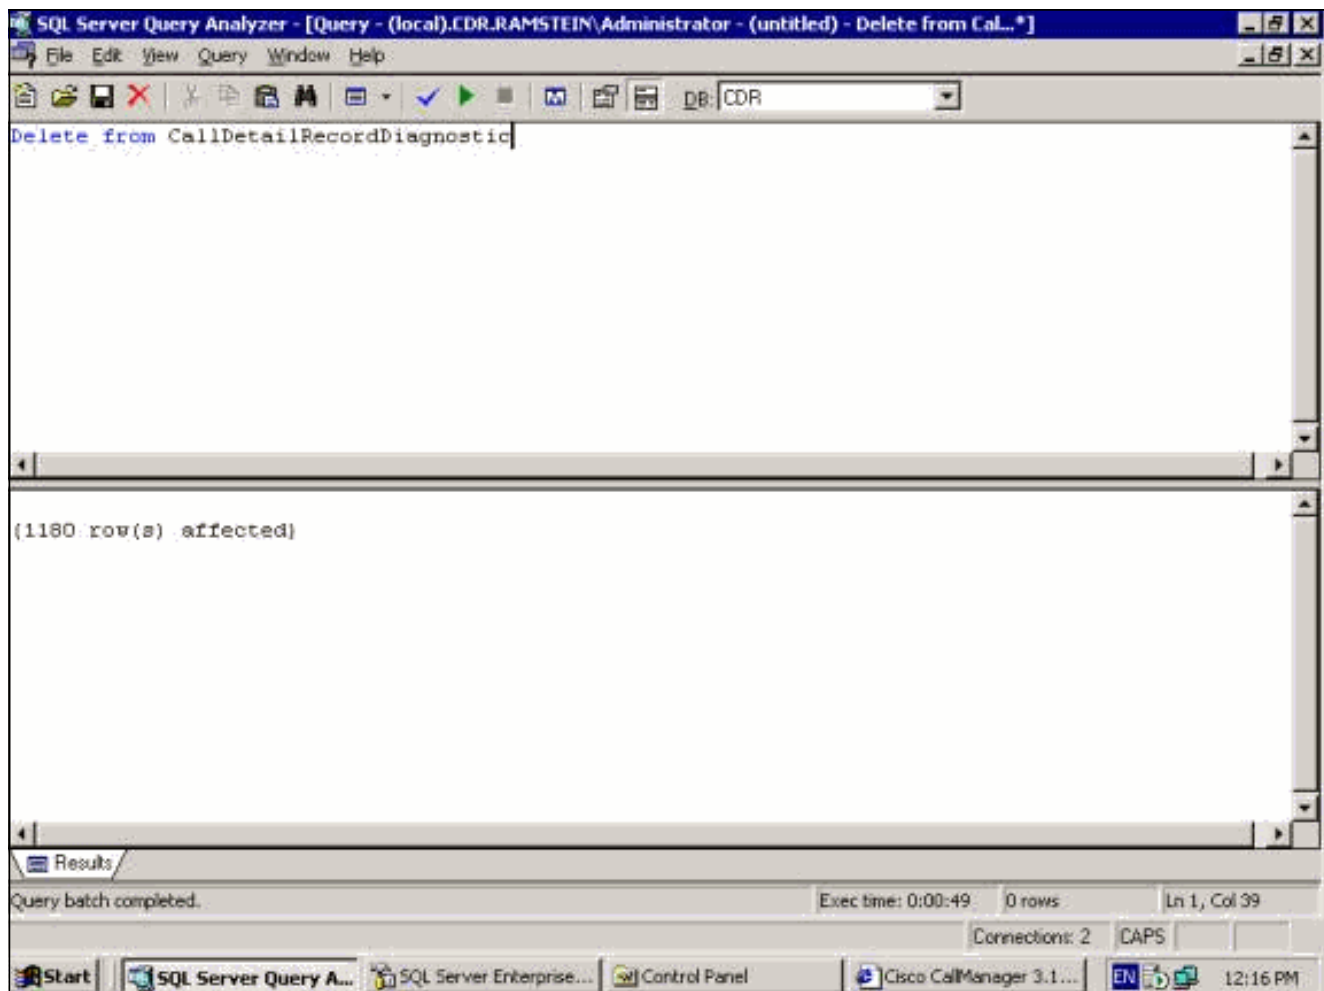 SQL Server Query Analyzer - [Query - (local).CDR.RAMSTEIN\Administrator - (untitled) - Delete from Cal...*]
File Edit View Query Window Help
DB: CDR
Delete from CallDetailRecordDiagnostic
(1180 row(s) affected)
Results
Query batch completed. Exec time: 0:00:49 0 rows Ln 1, Col 39
Connections: 2 CAPS
Start SQL Server Query A... SQL Server Enterprise... Control Panel Cisco CallManager 3.1.... EN 12:16 PM